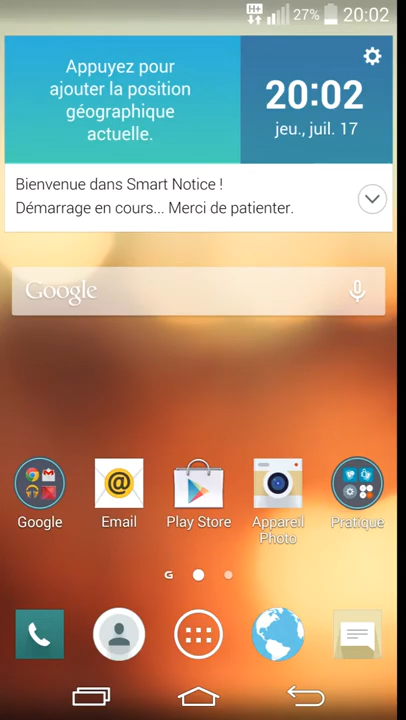 H+ 27% 20:02
Appuyez pour
ajouter la position
géographique
actuelle.
20:02
jeu., juil. 17
Bienvenue dans Smart Notice !
Démarrage en cours... Merci de patienter.
Google
Google
Email
Play Store
Appareil
Photo
Pratique
G